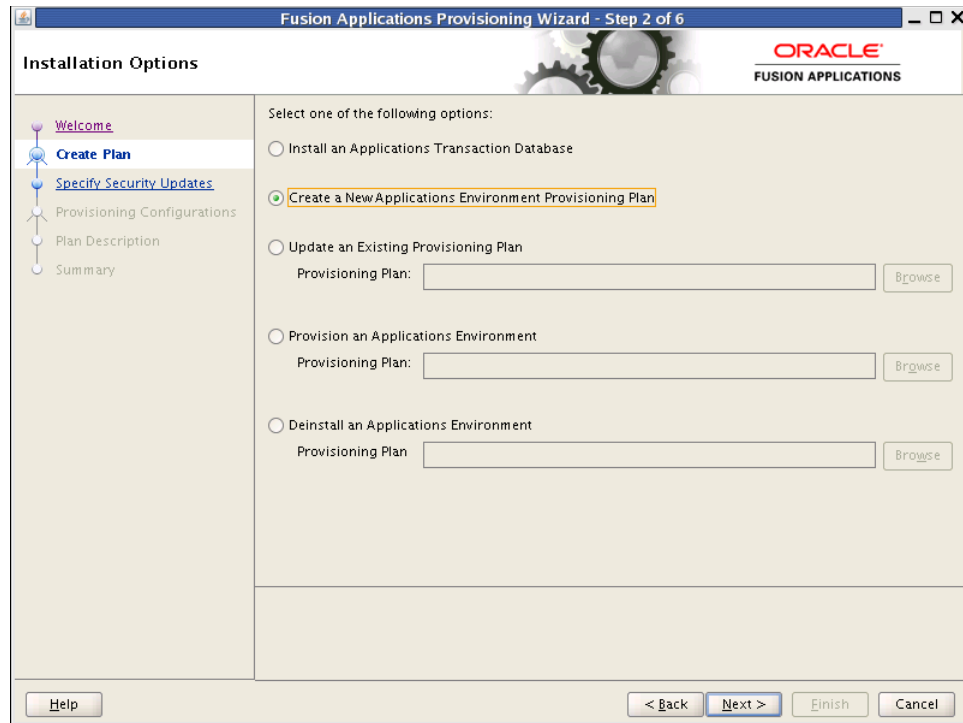 Fusion Applications Provisioning Wizard - Step 2 of 6
Installation Options
ORACLE
FUSION APPLICATIONS
Welcome
Create Plan
Specify Security Updates
Provisioning Configurations
Plan Description
Summary
Select one of the following options:
Install an Applications Transaction Database
Create a New Applications Environment Provisioning Plan
Update an Existing Provisioning Plan
Provisioning Plan:
Browse
Provision an Applications Environment
Provisioning Plan:
Browse
Deinstall an Applications Environment
Provisioning Plan
Browse
Help
< Back
Next >
Finish
Cancel